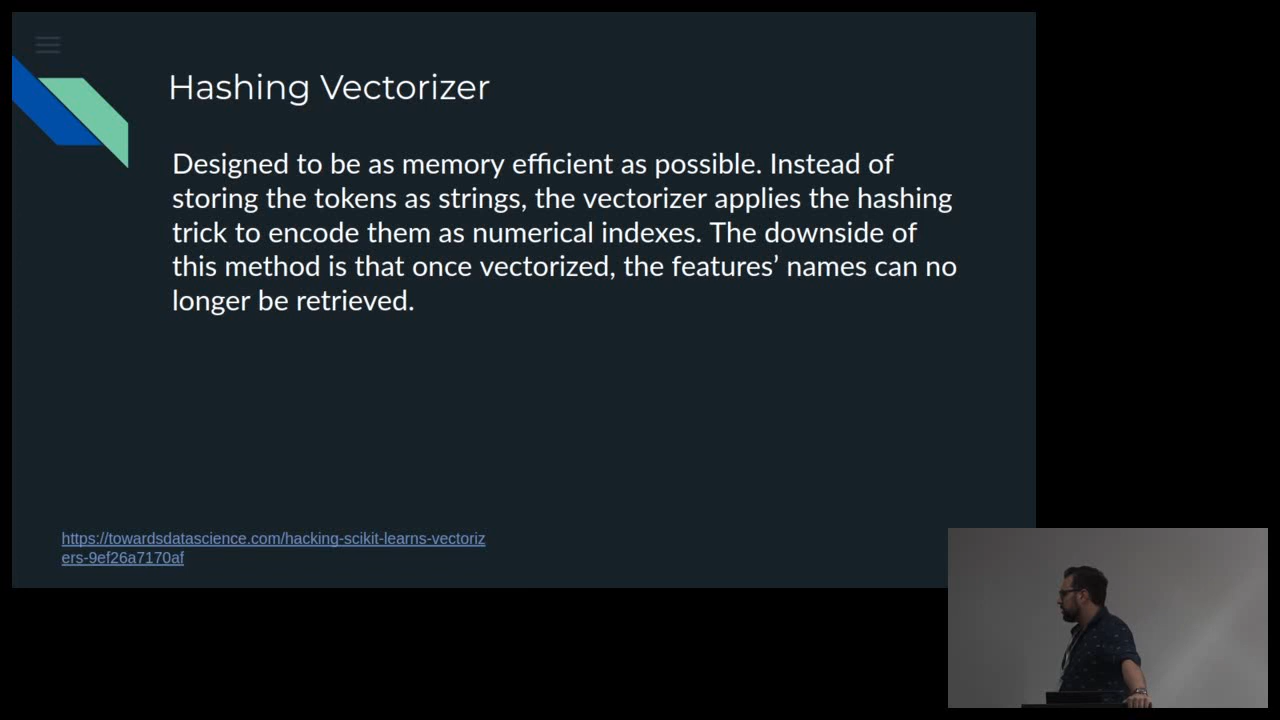 Hashing Vectorizer
Designed to be as memory efficient as possible. Instead of
storing the tokens as strings, the vectorizer applies the hashing
trick to encode them as numerical indexes. The downside of
this method is that once vectorized, the features’ names can no
longer be retrieved.
https://towardsdatascience.com/hacking-scikit-learns-vectoriz
ers-9ef26a7170af